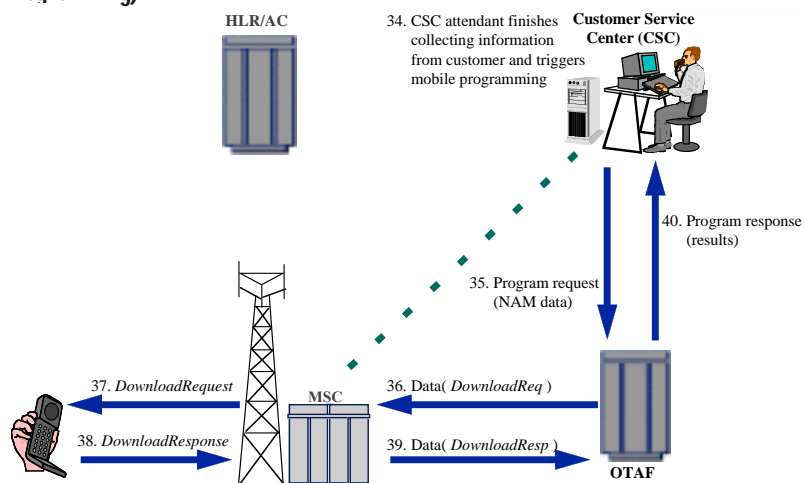 HLR/AC
34. CSC attendant finishes
collecting information
from customer and triggers
mobile programming
Customer Service
Center (CSC)
40. Program response
(results)
35. Program request
(NAM data)
37. DownloadRequest
MSC
36. Data( DownloadReq )
38. DownloadResponse
39. Data( DownloadResp )
OTAF